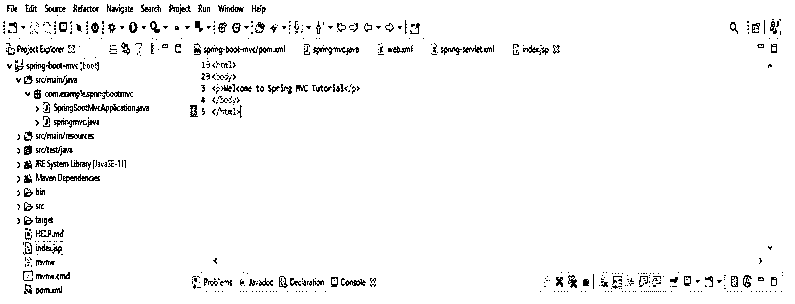 File Edit Source Refactor Navigate Search Project Run Window Help
Project Explorer
spring-boot-mvc/pom.xml springmvc.java web.xml spring-servlet.xml index.jsp
spring-boot-mvc [boot]
src/main/java
com.example.springbootmvc
SpringBootMvcApplication.java
springmvc.java
src/main/resources
src/test/java
JRE System Library [JavaSE-11]
Maven Dependencies
bin
src
target
HELP.md
index.jsp
mvnw
mvnw.cmd
pom.xml
1 <html>
2 <body>
3 <p>Welcome to Spring MVC Tutorial</p>
4 </body>
5 </html>
Problems Javadoc Declaration Console